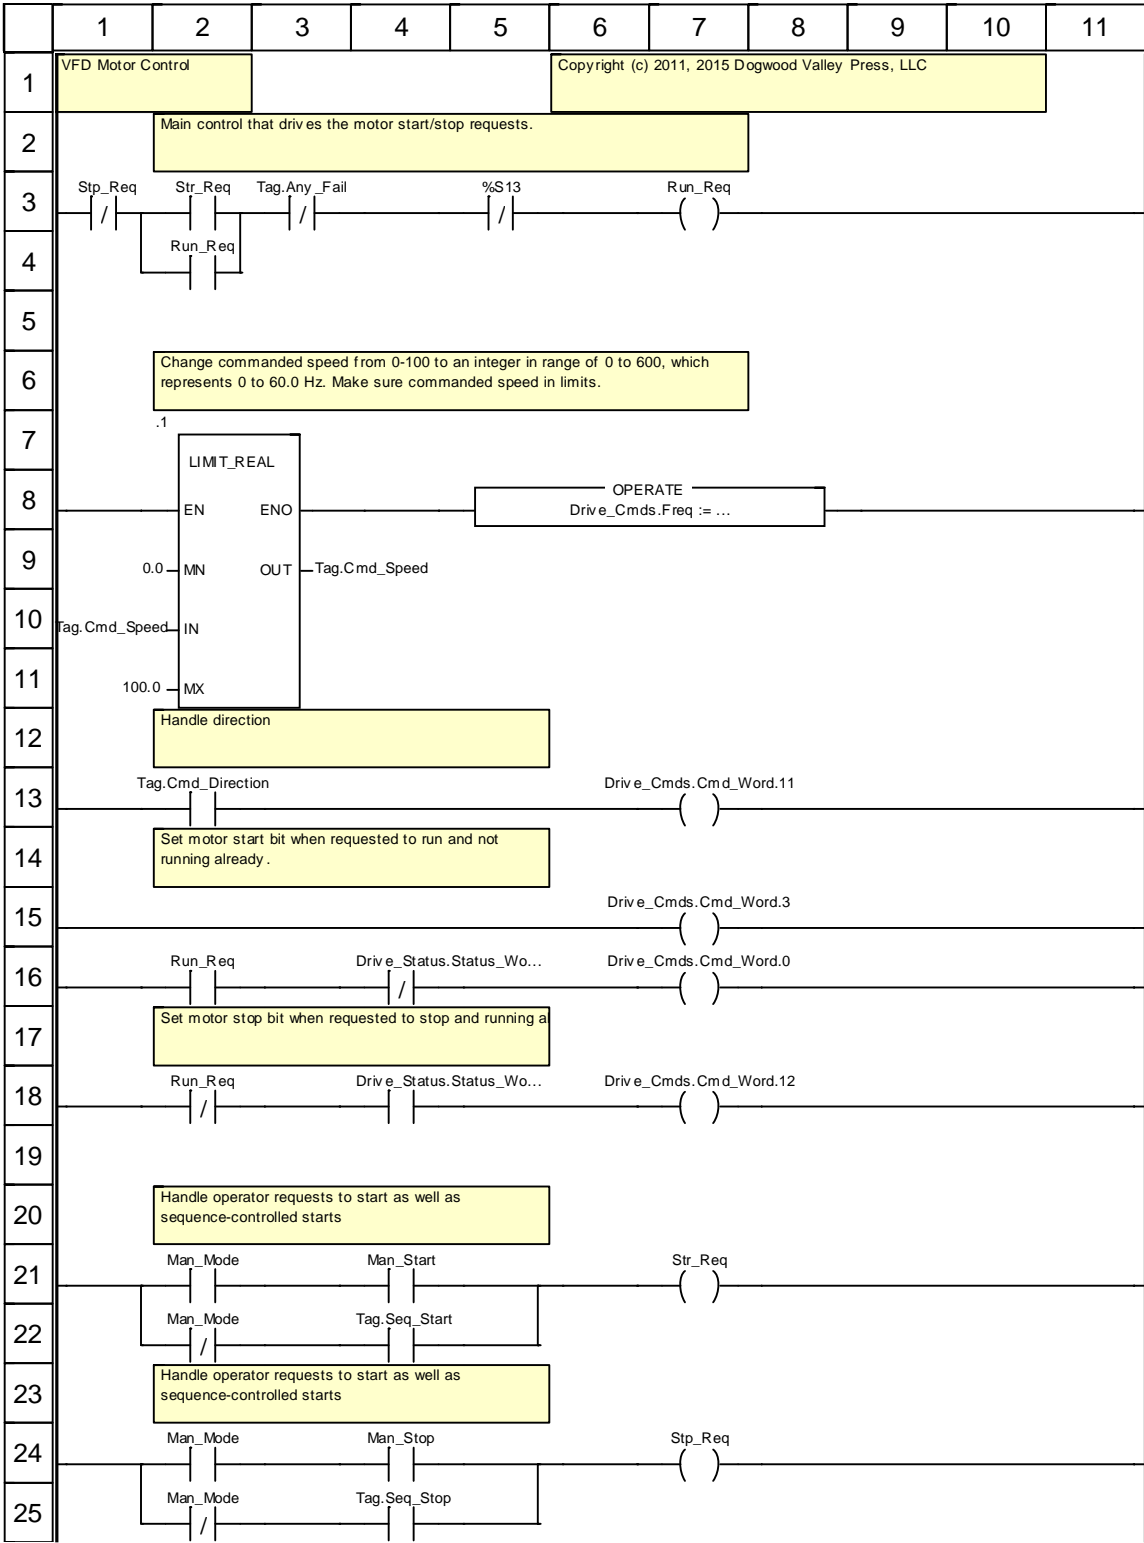 1 2 3 4 5 6 7 8 9 10 11
1 VFD Motor Control Copyright (c) 2011, 2015 Dogwood Valley Press, LLC
2 Main control that drives the motor start/stop requests.
Stp_Req Str_Req Tag.Any_Fail %S13 Run_Req
3
Run_Req
4
5
6 Change commanded speed from 0-100 to an integer in range of 0 to 600, which
represents 0 to 60.0 Hz. Make sure commanded speed in limits.
.1
7
LIMIT_REAL
8 EN ENO OPERATE
Drive_Cmds.Freq := ...
9 0.0 MN OUT Tag.Cmd_Speed
10 Tag.Cmd_Speed IN
11 100.0 MX
12 Handle direction
Tag.Cmd_Direction Drive_Cmds.Cmd_Word.11
13
14 Set motor start bit when requested to run and not
running already.
Drive_Cmds.Cmd_Word.3
15
Run_Req Drive_Status.Status_Wo... Drive_Cmds.Cmd_Word.0
16
17 Set motor stop bit when requested to stop and running al
Run_Req Drive_Status.Status_Wo... Drive_Cmds.Cmd_Word.12
18
19
20 Handle operator requests to start as well as
sequence-controlled starts
Man_Mode Man_Start Str_Req
21
Man_Mode Tag.Seq_Start
22
23 Handle operator requests to start as well as
sequence-controlled starts
Man_Mode Man_Stop Stp_Req
24
Man_Mode Tag.Seq_Stop
25